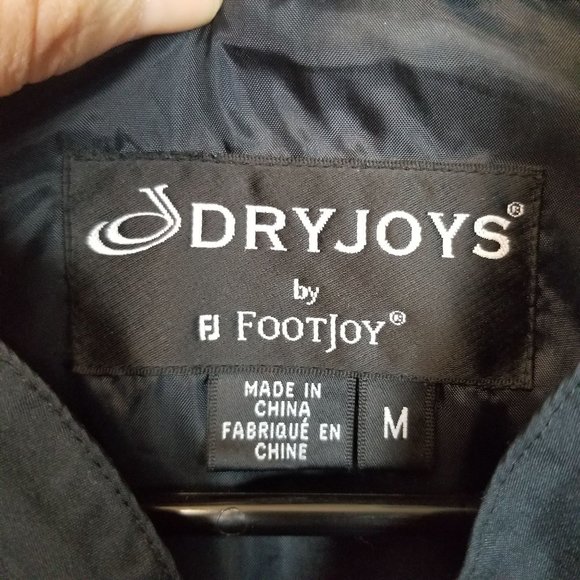 DRYJOYS®
by
FJ FOOTJOY®
MADE IN
CHINA
FABRIQUÉ EN
CHINE
M